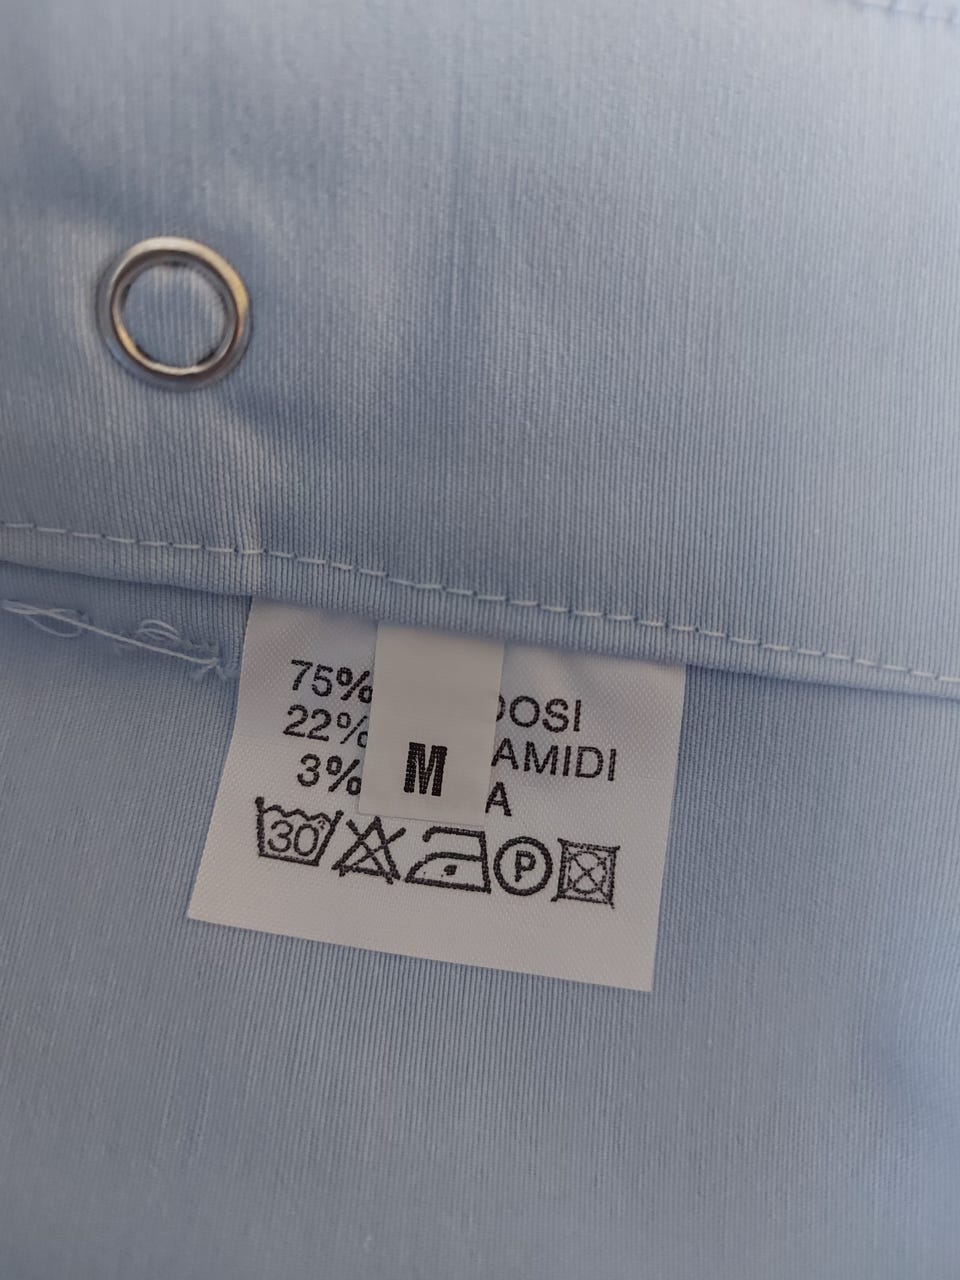 75% DOSI
22% AMIDI
3% A
M
30 P